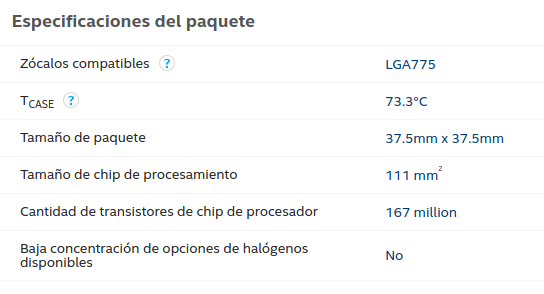 Especificaciones del paquete
Zócalos compatibles ? LGA775
TCASE ? 73.3°C
Tamaño de paquete 37.5mm x 37.5mm
Tamaño de chip de procesamiento 111 mm²
Cantidad de transistores de chip de procesador 167 million
Baja concentración de opciones de halógenos
disponibles No